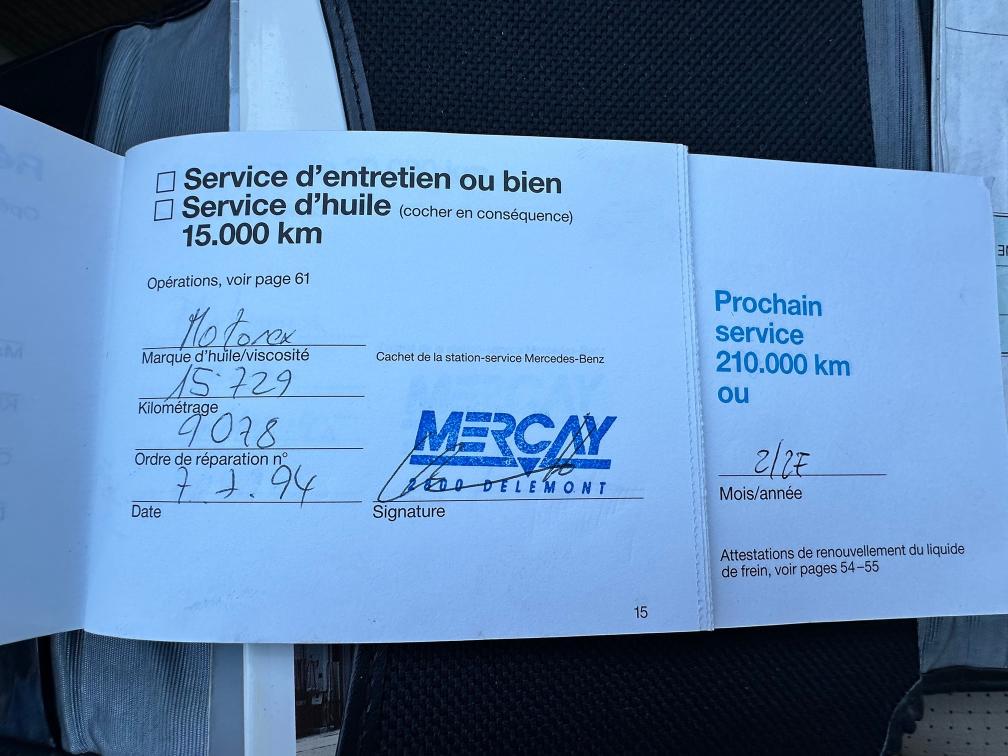 Service d'entretien ou bien
Service d'huile (cocher en conséquence)
15.000 km
Opérations, voir page 61
Motorex
Marque d'huile/viscosité
Cachet de la station-service Mercedes-Benz
15.729
Kilométrage
9078
Ordre de réparation n°
7.7.94
Date
MERCAY
2800 DELEMONT
Signature
15
Prochain
service
210.000 km
ou
Mois/année
Attestations de renouvellement du liquide
de frein, voir pages 54–55